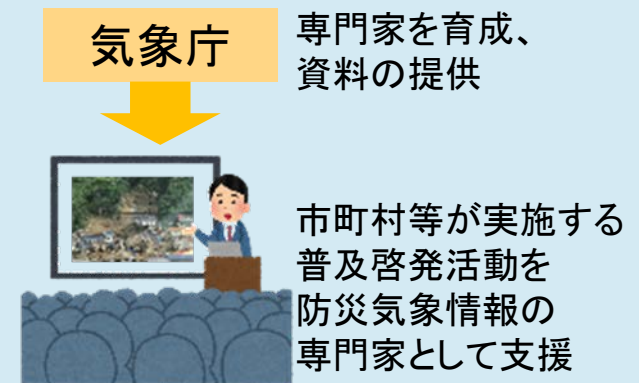 気象庁
専門家を育成、
資料の提供
市町村等が実施する
普及啓発活動を
防災気象情報の
専門家として支援